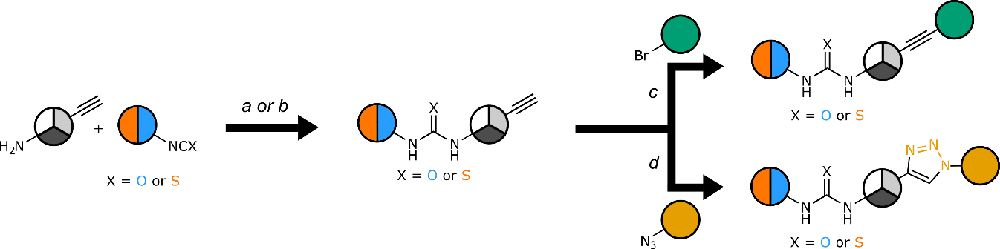 H₂N
+
NCX
X = O or S
a or b
X
N
H
N
H
X = O or S
Br
c
d
N₃
X
N
H
N
H
X = O or S
N
N
N
X
N
H
N
H
X = O or S